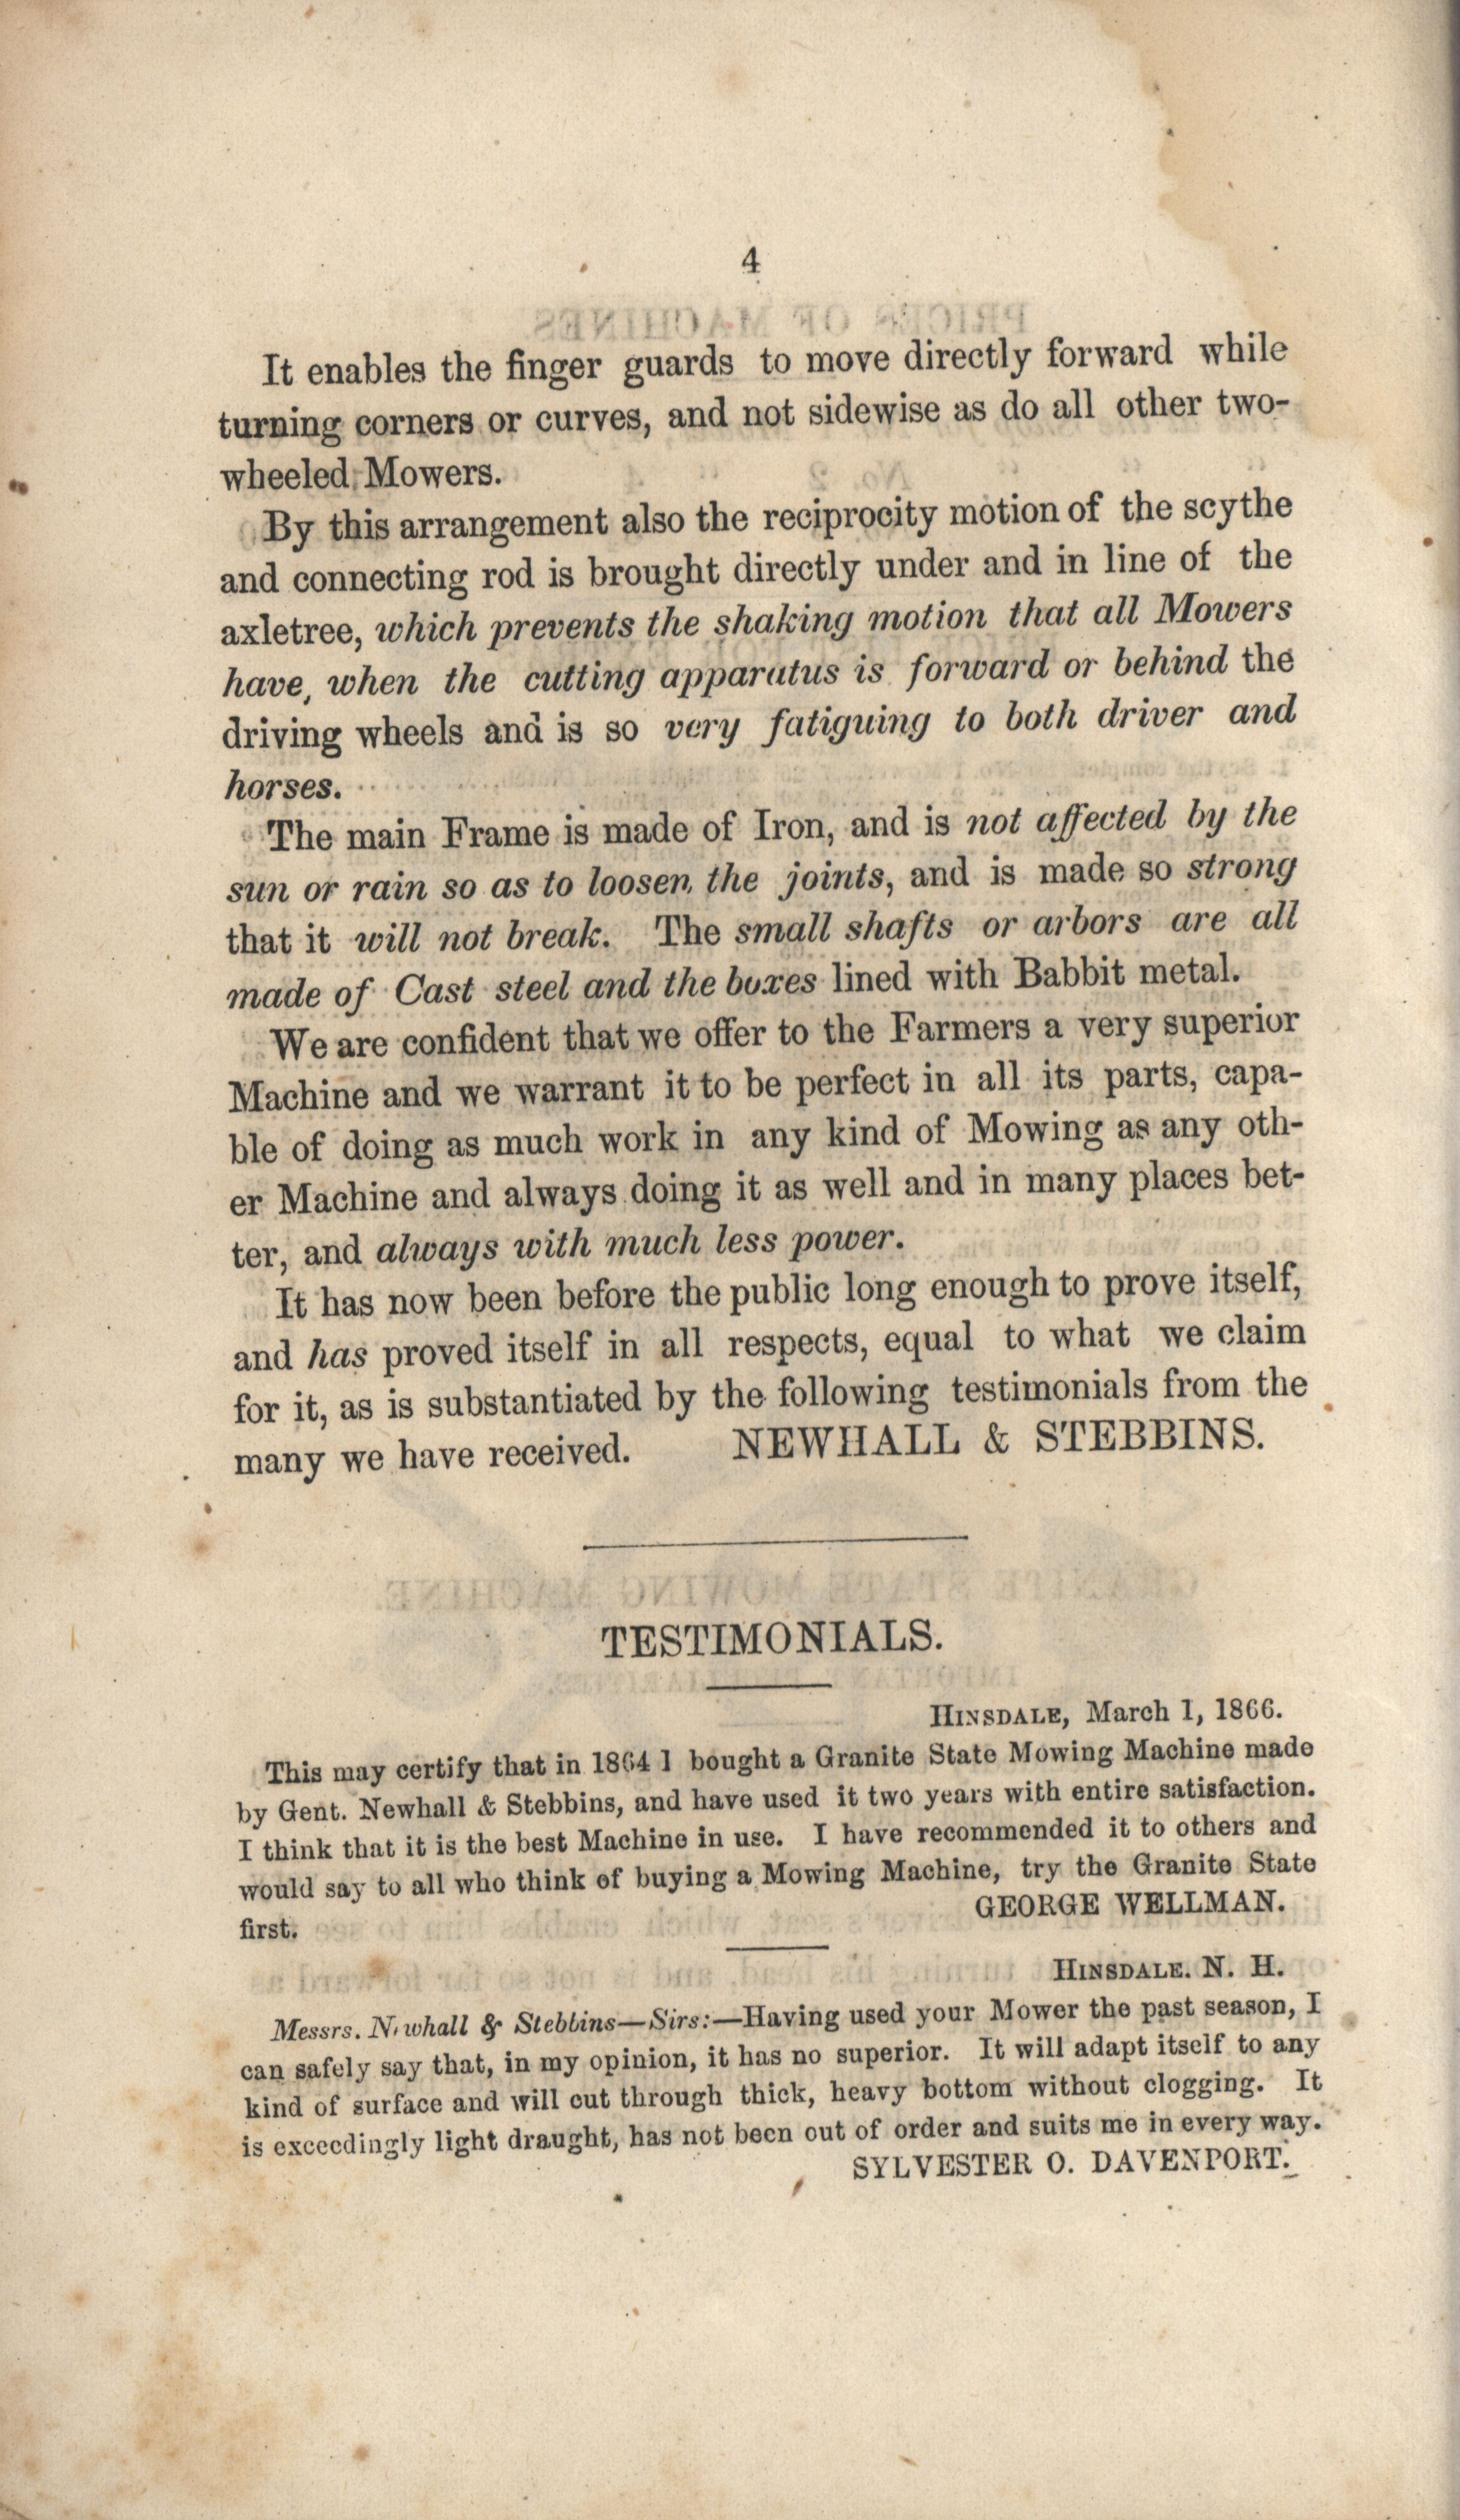 4
It enables the finger guards to move directly forward while
turning corners or curves, and not sidewise as do all other two-
wheeled Mowers.
By this arrangement also the reciprocity motion of the scythe
and connecting rod is brought directly under and in line of the
axletree, which prevents the shaking motion that all Mowers
have, when the cutting apparatus is forward or behind the
driving wheels and is so very fatiguing to both driver and
horses.
The main Frame is made of Iron, and is not affected by the
sun or rain so as to loosen the joints, and is made so strong
that it will not break. The small shafts or arbors are all
made of Cast steel and the boxes lined with Babbit metal.
We are confident that we offer to the Farmers a very superior
Machine and we warrant it to be perfect in all its parts, capa-
ble of doing as much work in any kind of Mowing as any oth-
er Machine and always doing it as well and in many places bet-
ter, and always with much less power.
It has now been before the public long enough to prove itself,
and has proved itself in all respects, equal to what we claim
for it, as is substantiated by the following testimonials from the
many we have received. NEWHALL & STEBBINS.
TESTIMONIALS.
HINSDALE, March 1, 1866.
This may certify that in 1864 I bought a Granite State Mowing Machine made
by Gent. Newhall & Stebbins, and have used it two years with entire satisfaction.
I think that it is the best Machine in use. I have recommended it to others and
would say to all who think of buying a Mowing Machine, try the Granite State
first. GEORGE WELLMAN.
HINSDALE. N. H.
Messrs. Newhall & Stebbins—Sirs:—Having used your Mower the past season, I
can safely say that, in my opinion, it has no superior. It will adapt itself to any
kind of surface and will cut through thick, heavy bottom without clogging. It
is exceedingly light draught, has not been out of order and suits me in every way.
SYLVESTER O. DAVENPORT.